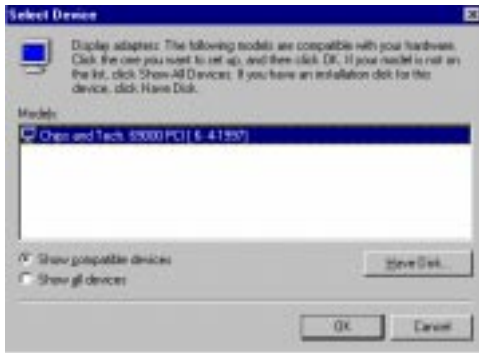 Select Device
Display adapters: The following models are compatible with your hardware.
Click the one you want to set up, and then click OK. If your model is not on
the list, click Show All Devices. If you have an installation disk for this
device, click Have Disk.
Models:
Chips and Tech. 69000 PCI [ 6- 4-1997]
Show compatible devices
Have Disk...
Show all devices
OK
Cancel